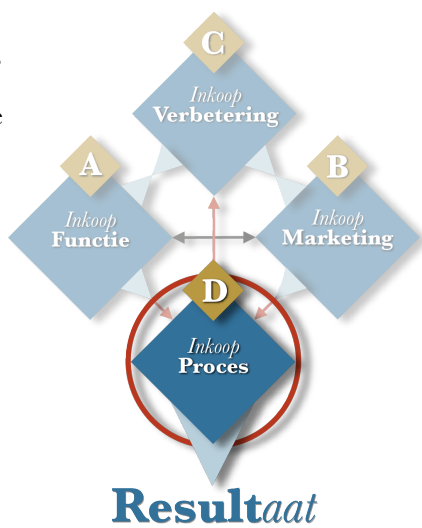 C
Inkoop
Verbetering
A
Inkoop
Functie
B
Inkoop
Marketing
D
Inkoop
Proces
Resultaat